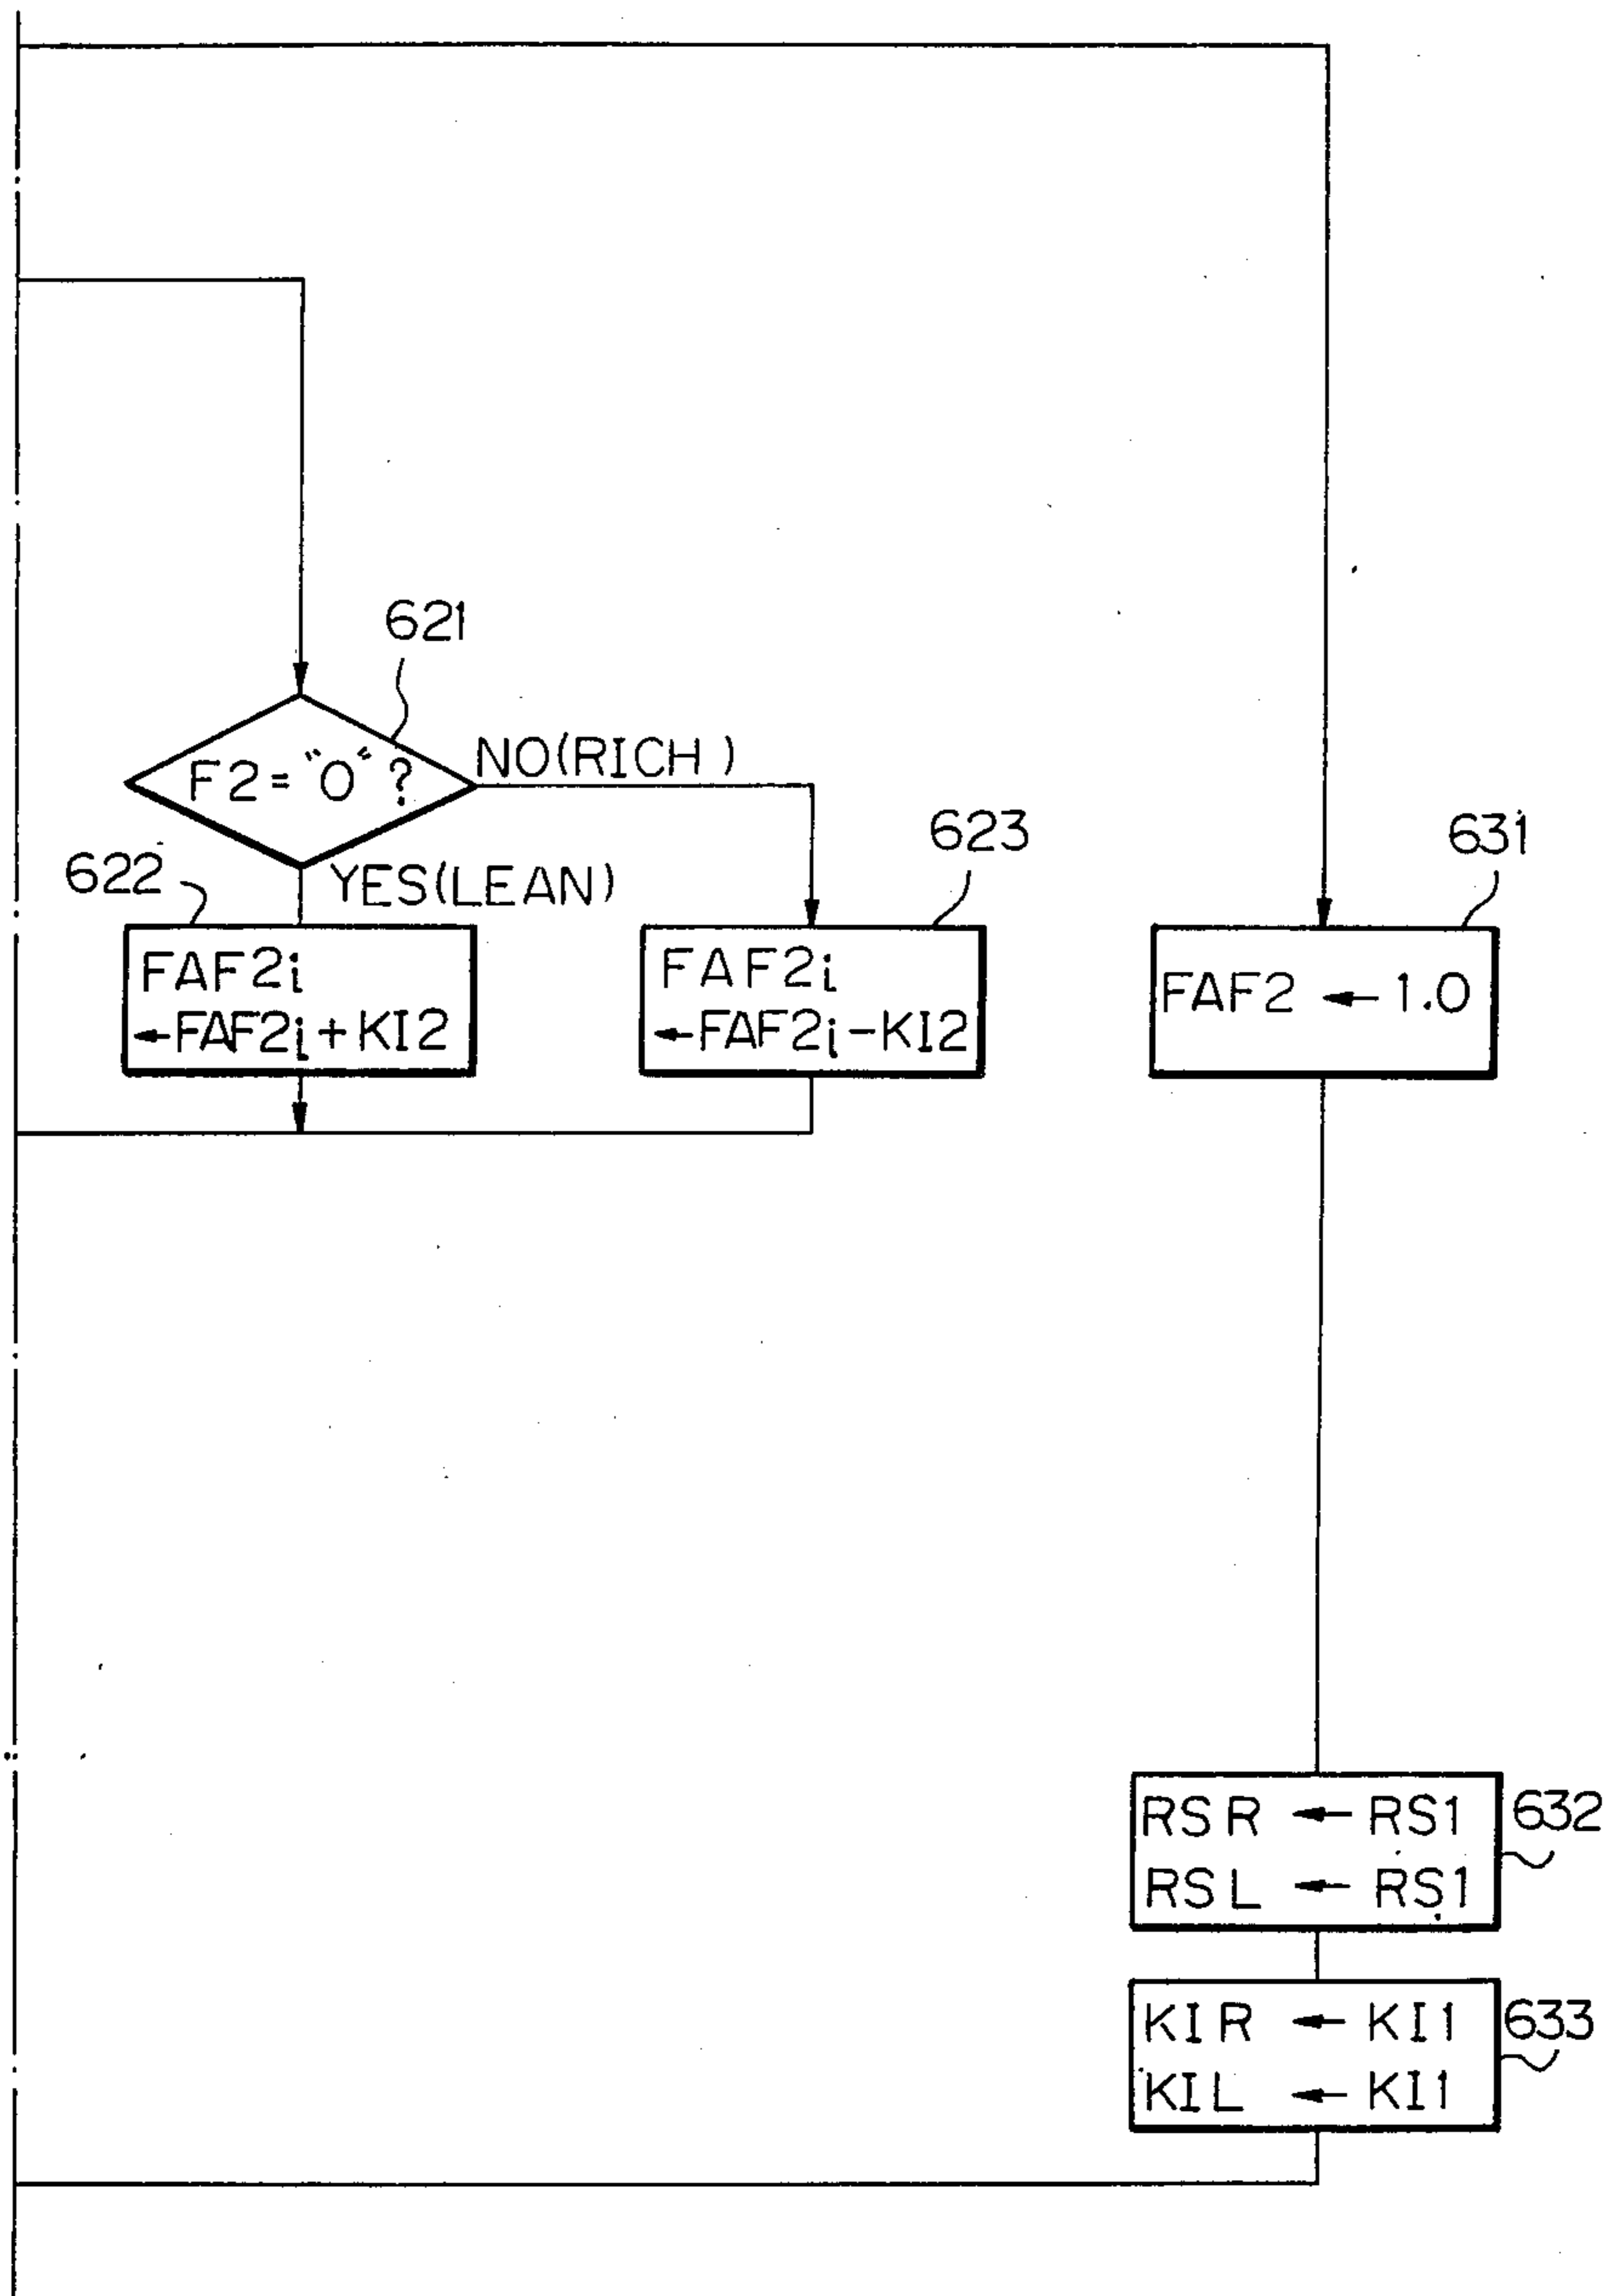 621
F2="0"?
NO(RICH)
YES(LEAN)
622
FAF2i
←FAF2i+KI2
623
FAF2i
←FAF2i-KI2
631
FAF2 ← 1.0
RSR ← RS1
RSL ← RS1
632
KIR ← KI1
KIL ← KI1
633